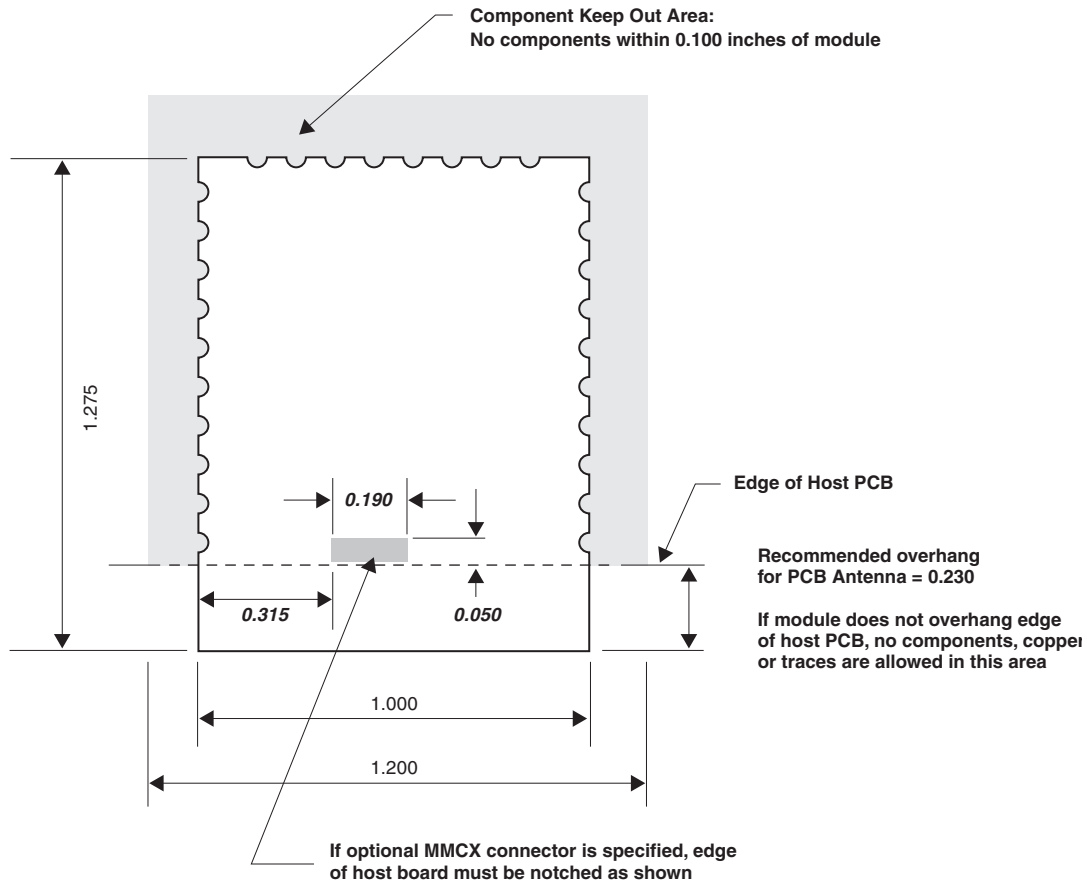 Component Keep Out Area:
No components within 0.100 inches of module
1.275
0.190
Edge of Host PCB
Recommended overhang
for PCB Antenna = 0.230
0.315
0.050
If module does not overhang edge
of host PCB, no components, copper
or traces are allowed in this area
1.000
1.200
If optional MMCX connector is specified, edge
of host board must be notched as shown